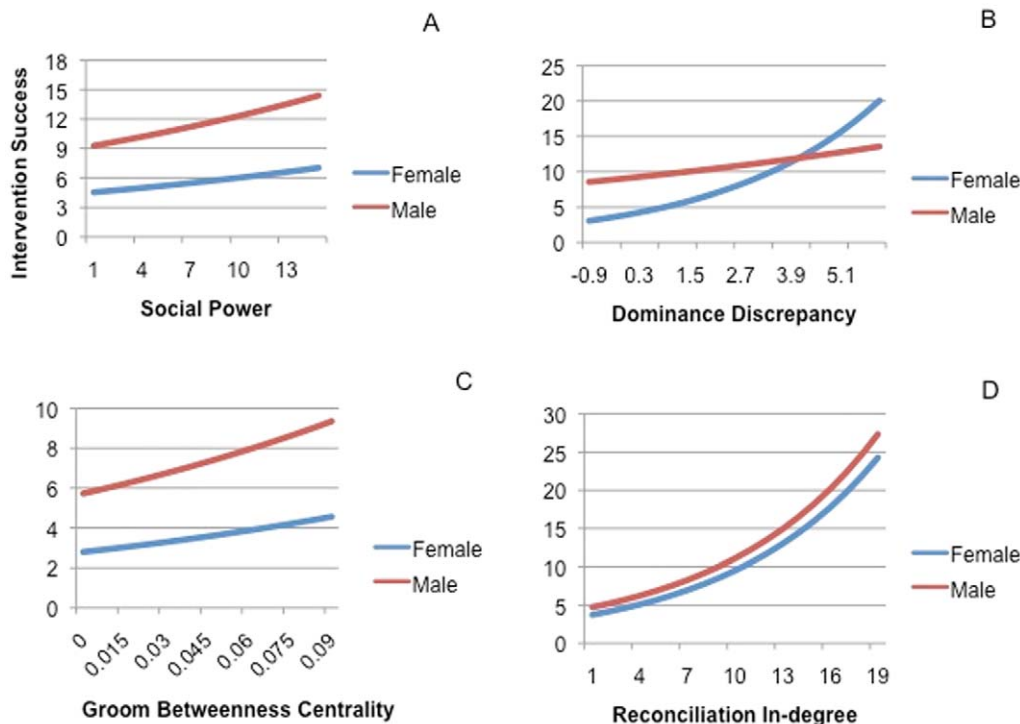 A
Intervention Success
18
15
12
9
6
3
0
1 4 7 10 13
Social Power
Female
Male
B
25
20
15
10
5
0
-0.9 0.3 1.5 2.7 3.9 5.1
Dominance Discrepancy
Female
Male
C
10
8
6
4
2
0
0 0.015 0.03 0.045 0.06 0.075 0.09
Groom Betweenness Centrality
Female
Male
D
30
25
20
15
10
5
0
1 4 7 10 13 16 19
Reconciliation In-degree
Female
Male